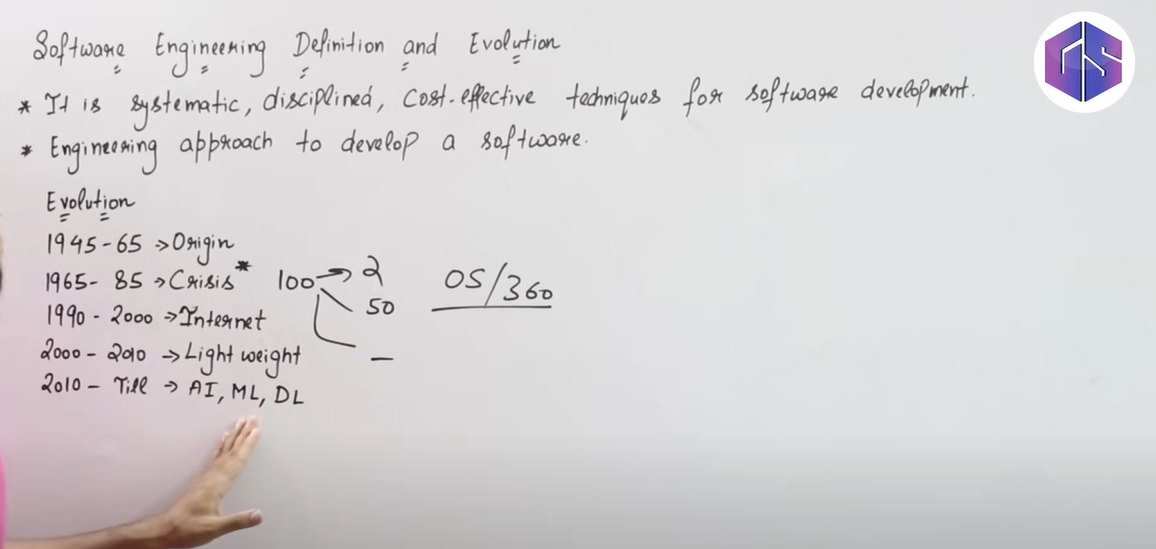 Software Engineering Definition and Evolution
* It is systematic, disciplined, cost-effective techniques for software development.
* Engineering approach to develop a software.
Evolution
1945-65 → Origin
1965-85 → Crisis* 100 → 2 OS/360
50
1990-2000 → Internet
2000-2010 → Light weight —
2010-Till → AI, ML, DL
GS